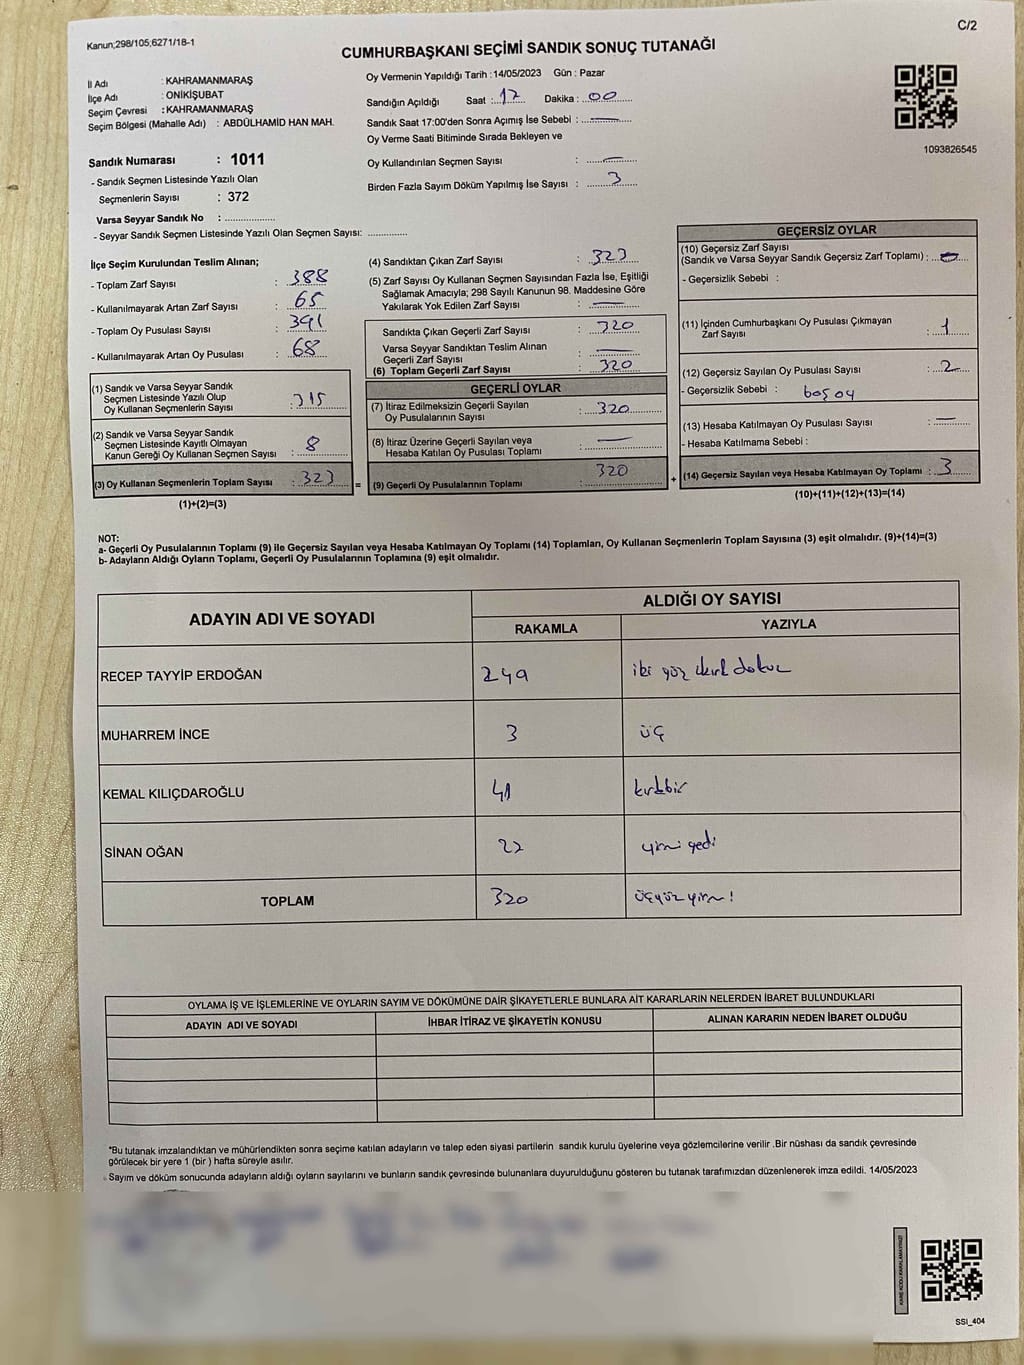 Kanun;298/105;6271/18-1
C/2
CUMHURBAŞKANI SEÇİMİ SANDIK SONUÇ TUTANAĞI
İl Adı : KAHRAMANMARAŞ
İlçe Adı : ONİKİŞUBAT
Seçim Çevresi : KAHRAMANMARAŞ
Seçim Bölgesi (Mahalle Adı) : ABDÜLHAMİD HAN MAH.
Sandık Numarası : 1011
- Sandık Seçmen Listesinde Yazılı Olan
Seçmenlerin Sayısı : 372
Varsa Seyyar Sandık No : ..................
- Seyyar Sandık Seçmen Listesinde Yazılı Olan Seçmen Sayısı: ..............
Oy Vermenin Yapıldığı Tarih : 14/05/2023 Gün : Pazar
Sandığın Açıldığı Saat : 17 Dakika : 00
Sandık Saat 17:00'den Sonra Açımış İse Sebebi : —
Oy Verme Saati Bitiminde Sırada Bekleyen ve
Oy Kullandırılan Seçmen Sayısı : —
Birden Fazla Sayım Döküm Yapılmış İse Sayısı : 3
1093826545
İlçe Seçim Kurulundan Teslim Alınan;
- Toplam Zarf Sayısı : 388
- Kullanılmayarak Artan Zarf Sayısı : 65
- Toplam Oy Pusulası Sayısı : 391
- Kullanılmayarak Artan Oy Pusulası : 68
(1) Sandık ve Varsa Seyyar Sandık
Seçmen Listesinde Yazılı Olup
Oy Kullanan Seçmenlerin Sayısı : 315
(2) Sandık ve Varsa Seyyar Sandık
Seçmen Listesinde Kayıtlı Olmayan
Kanun Gereği Oy Kullanan Seçmen Sayısı : 8
(3) Oy Kullanan Seçmenlerin Toplam Sayısı : 323 =
(1)+(2)=(3)
(4) Sandıktan Çıkan Zarf Sayısı : 323
(5) Zarf Sayısı Oy Kullanan Seçmen Sayısından Fazla İse, Eşitliği
Sağlamak Amacıyla; 298 Sayılı Kanunun 98. Maddesine Göre
Yakılarak Yok Edilen Zarf Sayısı : —
Sandıkta Çıkan Geçerli Zarf Sayısı : 320
Varsa Seyyar Sandıktan Teslim Alınan
Geçerli Zarf Sayısı : —
(6) Toplam Geçerli Zarf Sayısı : 320
GEÇERLİ OYLAR
(7) İtiraz Edilmeksizin Geçerli Sayılan
Oy Pusulalarının Sayısı : 320
(8) İtiraz Üzerine Geçerli Sayılan veya
Hesaba Katılan Oy Pusulası Toplamı : —
(9) Geçerli Oy Pusulalarının Toplamı : 320 +
GEÇERSİZ OYLAR
(10) Geçersiz Zarf Sayısı
(Sandık ve Varsa Seyyar Sandık Geçersiz Zarf Toplamı) :
- Geçersizlik Sebebi :
(11) İçinden Cumhurbaşkanı Oy Pusulası Çıkmayan
Zarf Sayısı : 1
(12) Geçersiz Sayılan Oy Pusulası Sayısı : 2
- Geçersizlik Sebebi :
(13) Hesaba Katılmayan Oy Pusulası Sayısı : —
- Hesaba Katılmama Sebebi :
(14) Geçersiz Sayılan veya Hesaba Katılmayan Oy Toplamı : 3
(10)+(11)+(12)+(13)=(14)
NOT:
a- Geçerli Oy Pusulalarının Toplamı (9) ile Geçersiz Sayılan veya Hesaba Katılmayan Oy Toplamı (14) Toplamları, Oy Kullanan Seçmenlerin Toplam Sayısına (3) eşit olmalıdır. (9)+(14)=(3)
b- Adayların Aldığı Oyların Toplamı, Geçerli Oy Pusulalarının Toplamına (9) eşit olmalıdır.
ADAYIN ADI VE SOYADI
ALDIĞI OY SAYISI
RAKAMLA YAZIYLA
RECEP TAYYİP ERDOĞAN 249 iki yüz kırk dokuz
MUHARREM İNCE 3 üç
KEMAL KILIÇDAROĞLU 41 kırkbir
SİNAN OĞAN 27 yirmi yedi
TOPLAM 320 üçyüz yirmi
OYLAMA İŞ VE İŞLEMLERİNE VE OYLARIN SAYIM VE DÖKÜMÜNE DAİR ŞİKAYETLERLE BUNLARA AİT KARARLARIN NELERDEN İBARET BULUNDUKLARI
ADAYIN ADI VE SOYADI İHBAR İTİRAZ VE ŞİKAYETİN KONUSU ALINAN KARARIN NEDEN İBARET OLDUĞU
*Bu tutanak imzalandıktan ve mühürlendikten sonra seçime katılan adayların ve talep eden siyasi partilerin sandık kurulu üyelerine veya gözlemcilerine verilir .Bir nüshası da sandık çevresinde
görülecek bir yere 1 (bir ) hafta süreyle asılır.
Sayım ve döküm sonucunda adayların aldığı oyların sayılarını ve bunların sandık çevresinde bulunanlara duyurulduğunu gösteren bu tutanak tarafımızdan düzenlenerek imza edildi. 14/05/2023
KARE KODU KARALAMAYINIZ!
SSI_404